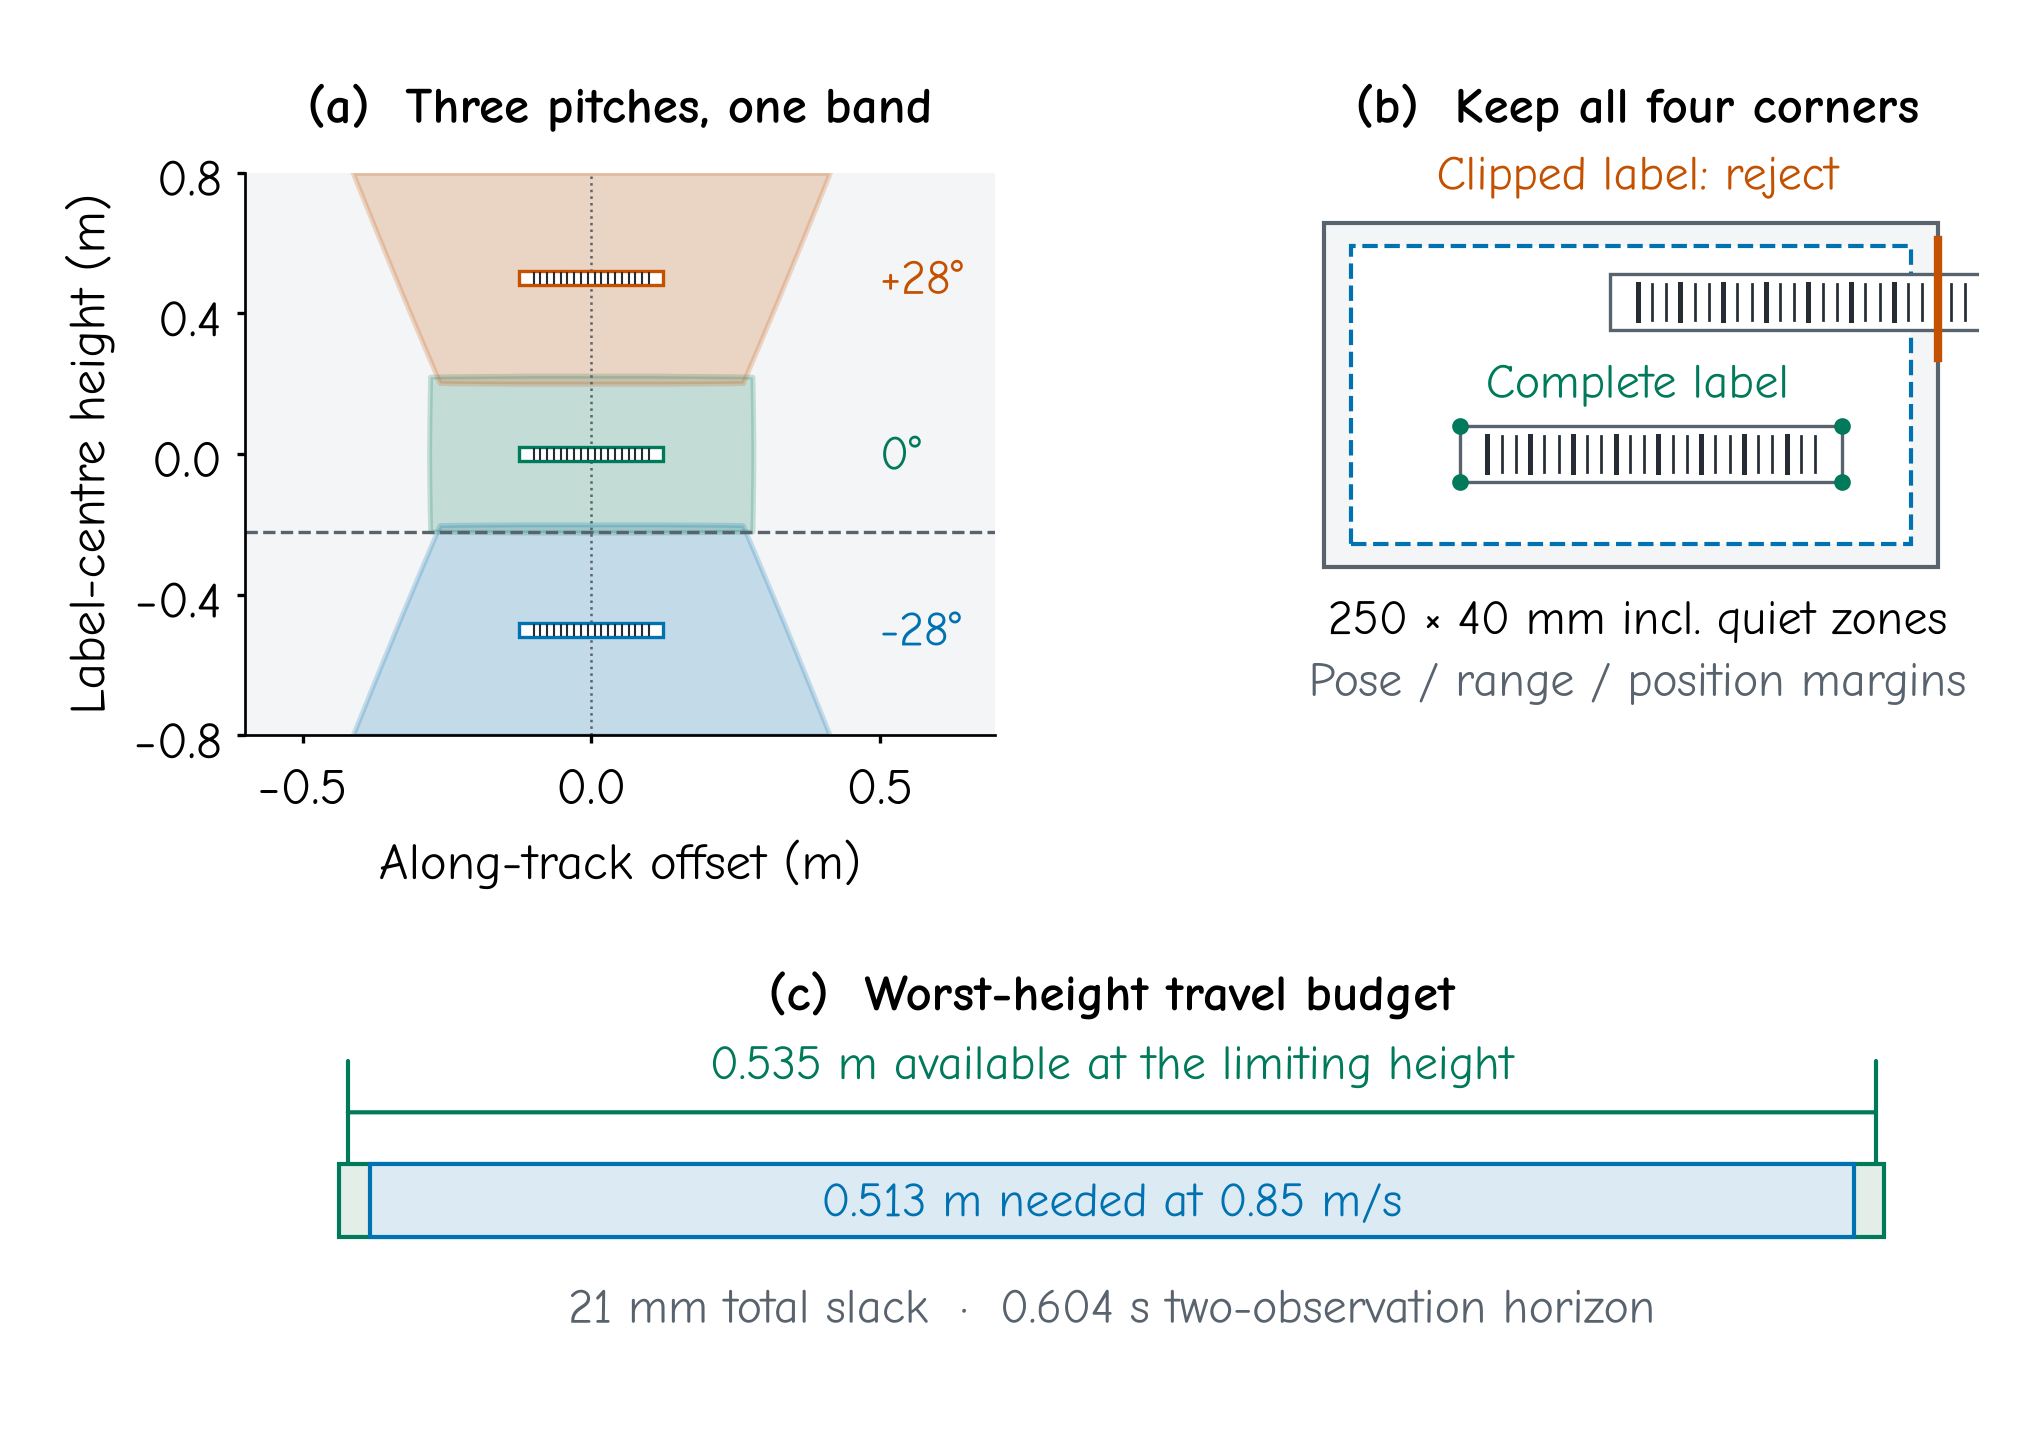 (a) Three pitches, one band
0.8
0.4
0.0
−0.4
−0.8
Label-centre height (m)
+28°
0°
−28°
−0.5
0.0
0.5
Along-track offset (m)
(b) Keep all four corners
Clipped label: reject
Complete label
250 × 40 mm incl. quiet zones
Pose / range / position margins
(c) Worst-height travel budget
0.535 m available at the limiting height
0.513 m needed at 0.85 m/s
21 mm total slack · 0.604 s two-observation horizon